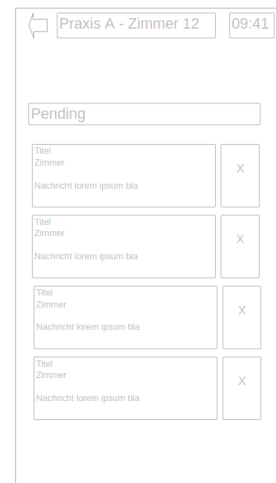 Praxis A - Zimmer 12 09:41
Pending
Titel
Zimmer
Nachricht lorem ipsum bla
x
Titel
Zimmer
Nachricht lorem ipsum bla
x
Titel
Zimmer
Nachricht lorem ipsum bla
x
Titel
Zimmer
Nachricht lorem ipsum bla
x